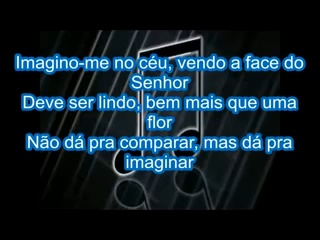 Imagino-me no céu, vendo a face do
Senhor
Deve ser lindo, bem mais que uma
flor
Não dá pra comparar, mas dá pra
imaginar